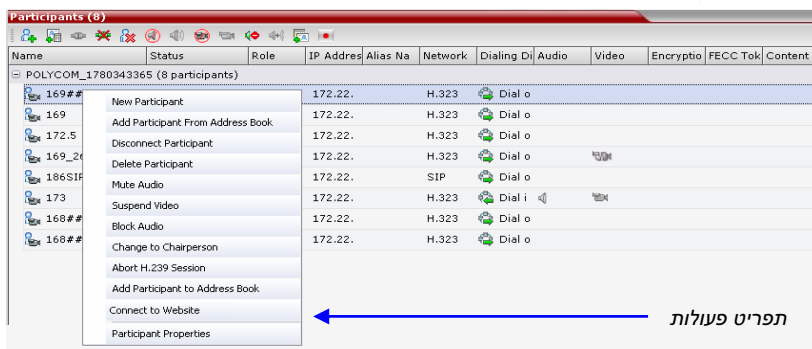 Participants (8)
Name Status Role IP Addres Alias Na Network Dialing Di Audio Video Encryptio FECC Tok Content
POLYCOM_1780343365 (8 participants)
169## 172.22. H.323 Dial o
169 172.22. H.323 Dial o
172.5 172.22. H.323 Dial o
169_26 172.22. H.323 Dial o
186SIP 172.22. SIP Dial o
173 172.22. H.323 Dial i
168## 172.22. H.323 Dial o
168## 172.22. H.323 Dial o
New Participant
Add Participant From Address Book
Disconnect Participant
Delete Participant
Mute Audio
Suspend Video
Block Audio
Change to Chairperson
Abort H.239 Session
Add Participant to Address Book
Connect to Website
Participant Properties
תפריט פעולות